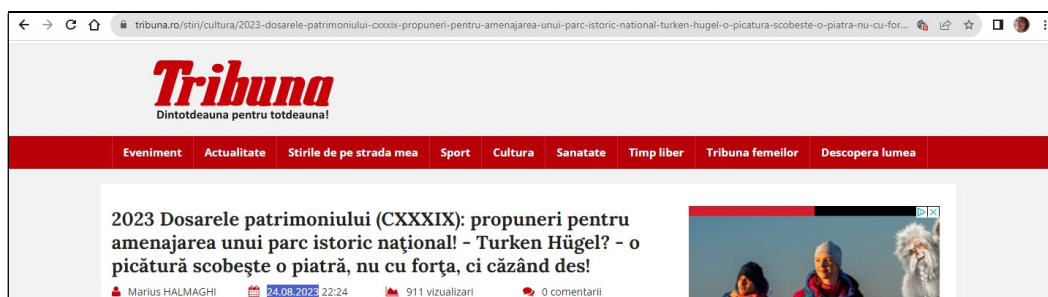 tribuna.ro/stiri/cultura/2023-dosarele-patrimoniului-cxxxix-propuneri-pentru-amenajarea-unui-parc-istoric-national-turken-hugel-o-picatura-scobeste-o-piatra-nu-cu-for...
Tribuna
Dintotdeauna pentru totdeauna!
Eveniment Actualitate Stirile de pe strada mea Sport Cultura Sanatate Timp liber Tribuna femeilor Descopera lumea
2023 Dosarele patrimoniului (CXXXIX): propuneri pentru
amenajarea unui parc istoric naţional! - Turken Hügel? - o
picătură scobeşte o piatră, nu cu forţa, ci căzând des!
Marius HALMAGHI 24.08.2023 22:24 911 vizualizari 0 comentarii